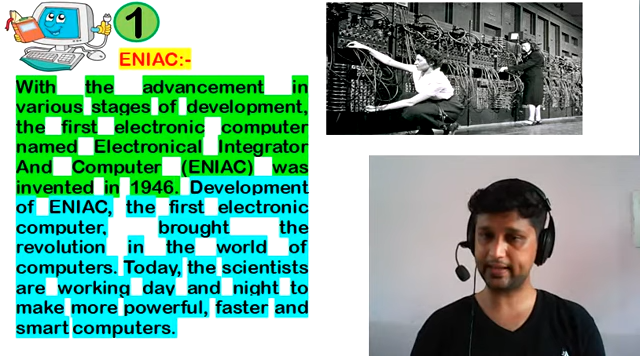 1
ENIAC:-
With the advancement in
various stages of development,
the first electronic computer
named Electronical Integrator
And Computer (ENIAC) was
invented in 1946. Development
of ENIAC, the first electronic
computer, brought the
revolution in the world of
computers. Today, the scientists
are working day and night to
make more powerful, faster and
smart computers.